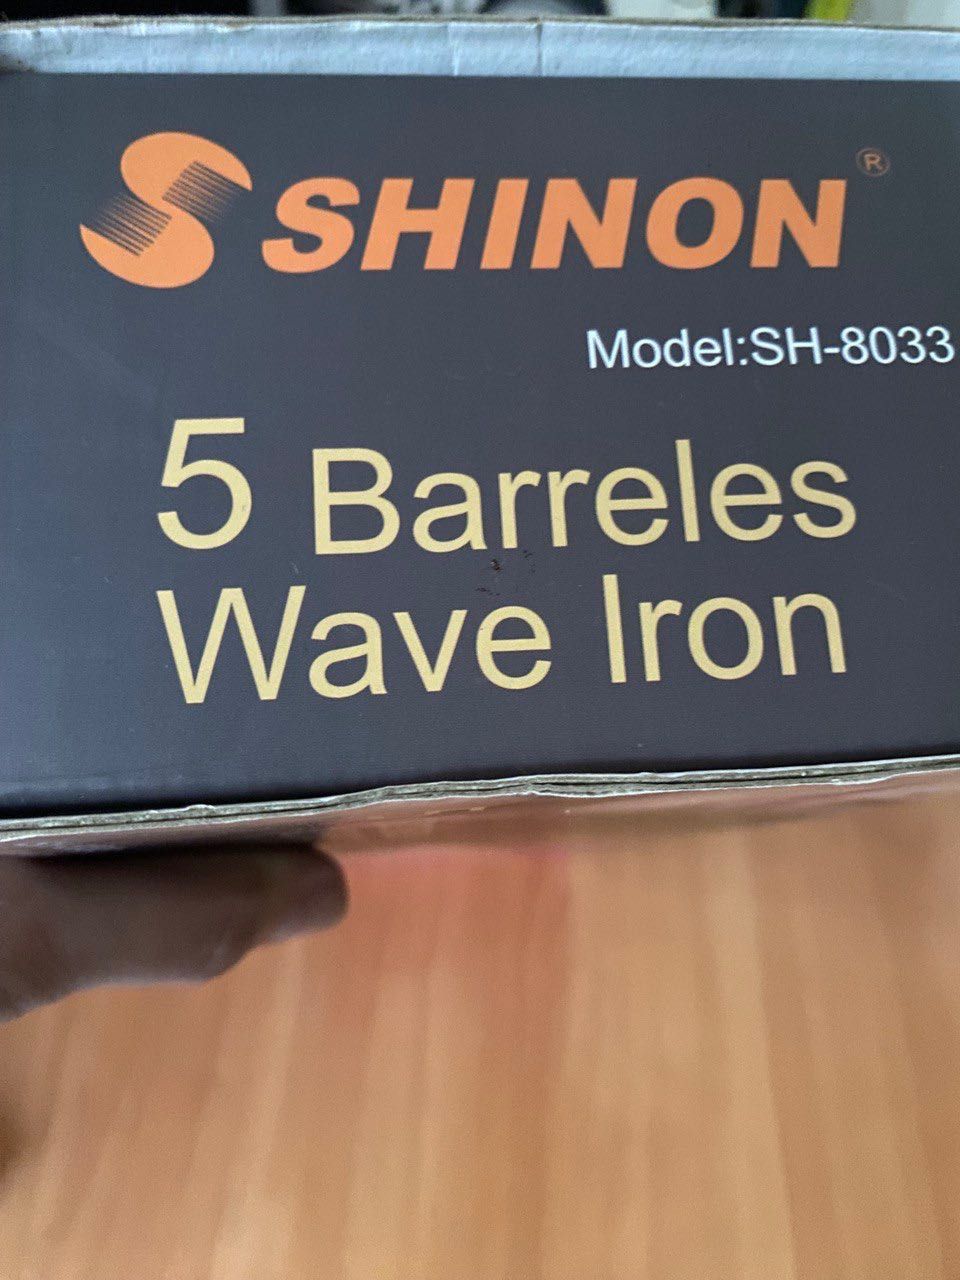 SHINON®
Model:SH-8033
5 Barreles
Wave Iron